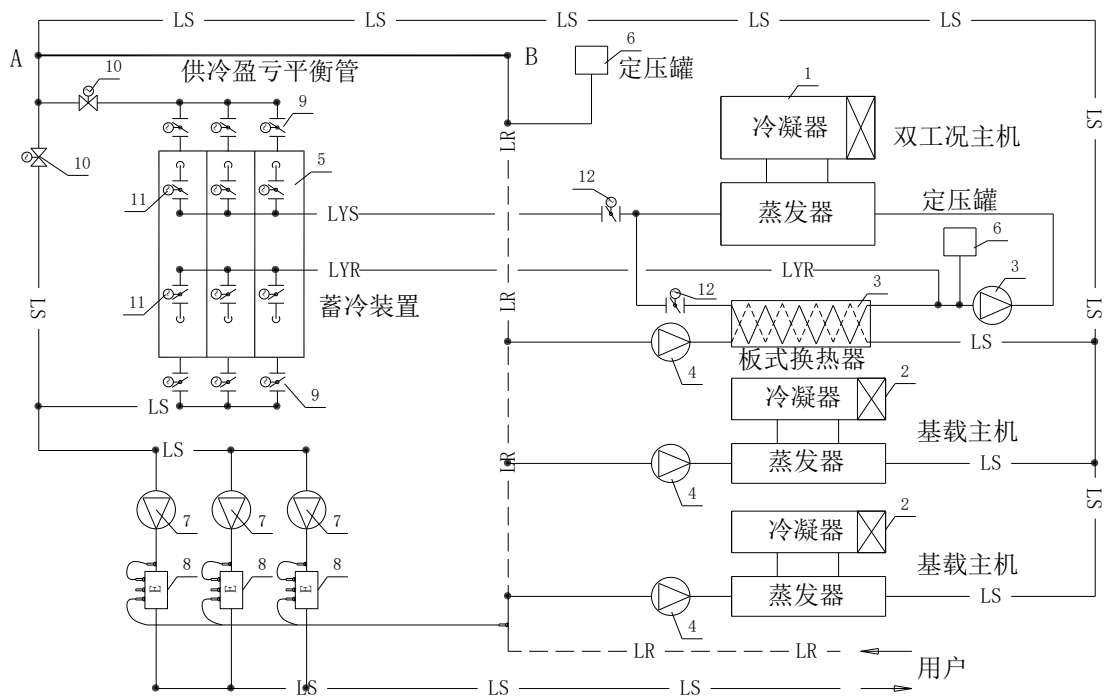 LS LS LS LS LS
A
B
6
定压罐
10
供冷盈亏平衡管
1
冷凝器
双工况主机
9
LS
LR
10
5
12
11
LYS
蒸发器
定压罐
6
LYR
LYR
3
LS
11
蓄冷装置
LR
12
3
LS
4
板式换热器
LS
LS
9
冷凝器
2
基载主机
LS
LR
蒸发器
LS
4
LS
7
7
7
冷凝器
2
8
8
8
E
E
E
基载主机
蒸发器
LS
4
LR
LR
用户
LS
LS
LS